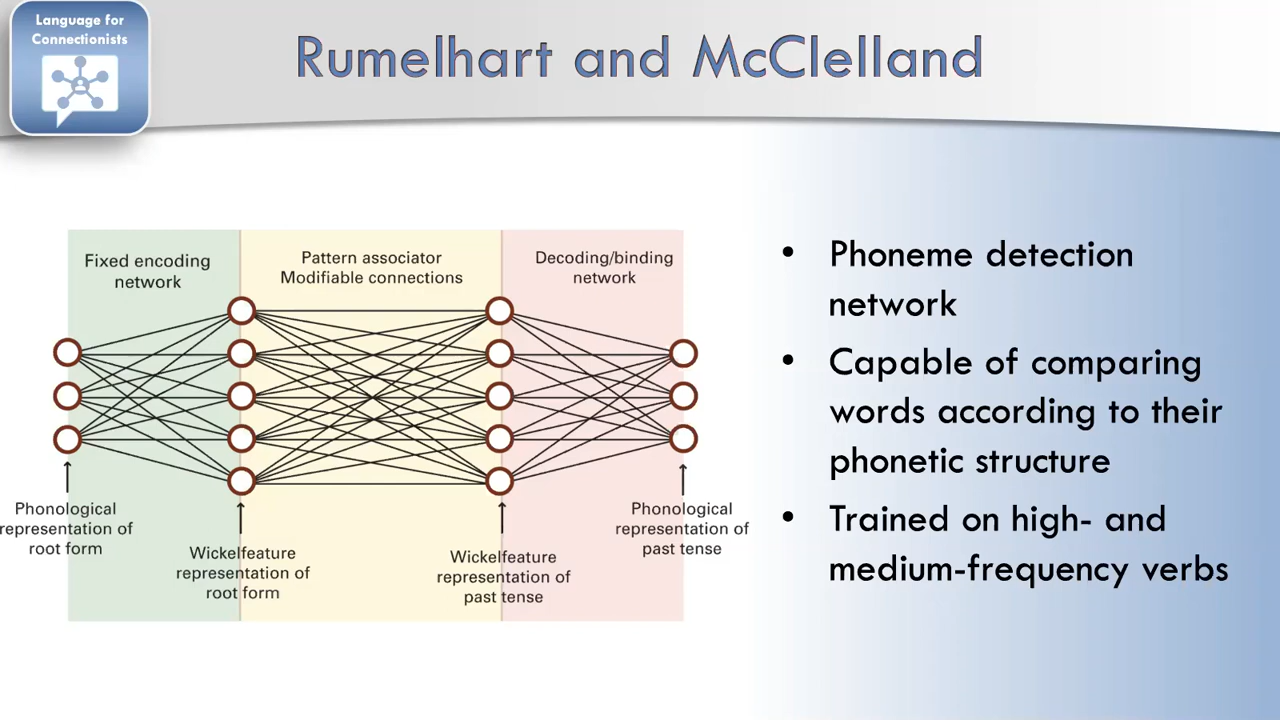 Language for
Connectionists
Rumelhart and McClelland
Fixed encoding
network
Pattern associator
Modifiable connections
Decoding/binding
network
Phonological
representation of
root form
Wickelfeature
representation of
root form
Wickelfeature
representation of
past tense
Phonological
representation of
past tense
• Phoneme detection
network
• Capable of comparing
words according to their
phonetic structure
• Trained on high- and
medium-frequency verbs